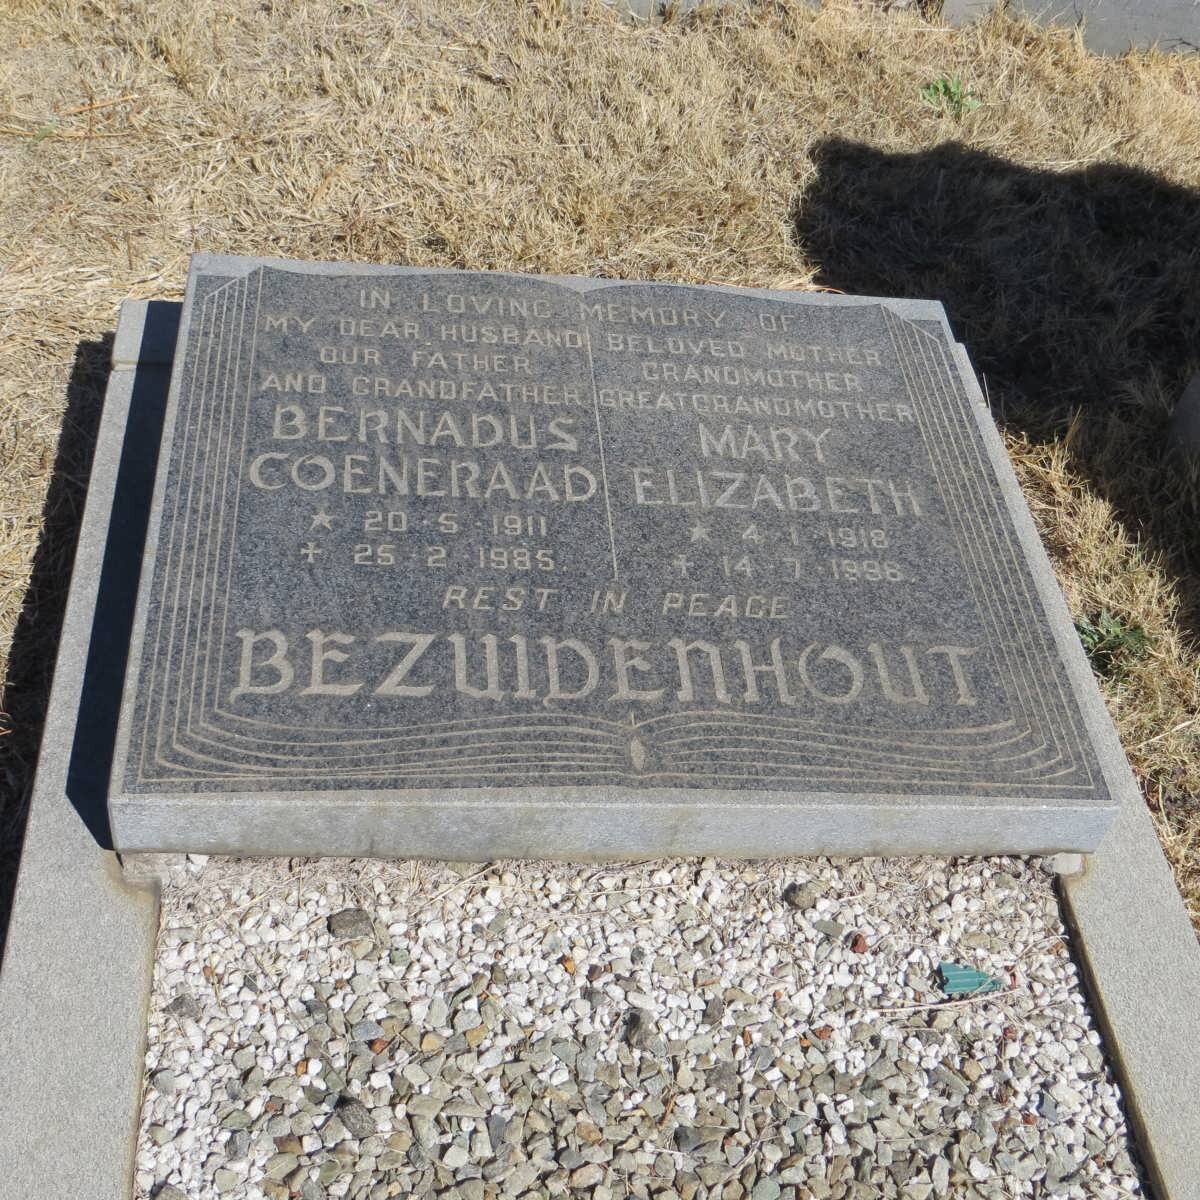 IN LOVING MEMORY OF
MY DEAR HUSBAND
OUR FATHER
AND GRANDFATHER
BERNADUS
COENERAAD
★ 20 · 5 · 1911
✝ 25 · 2 · 1985.
BELOVED MOTHER
GRANDMOTHER
GREATGRANDMOTHER
MARY
ELIZABETH
★ 4 · 1 · 1918
✝ 14 · 7 · 1996.
REST IN PEACE
BEZUIDENHOUT